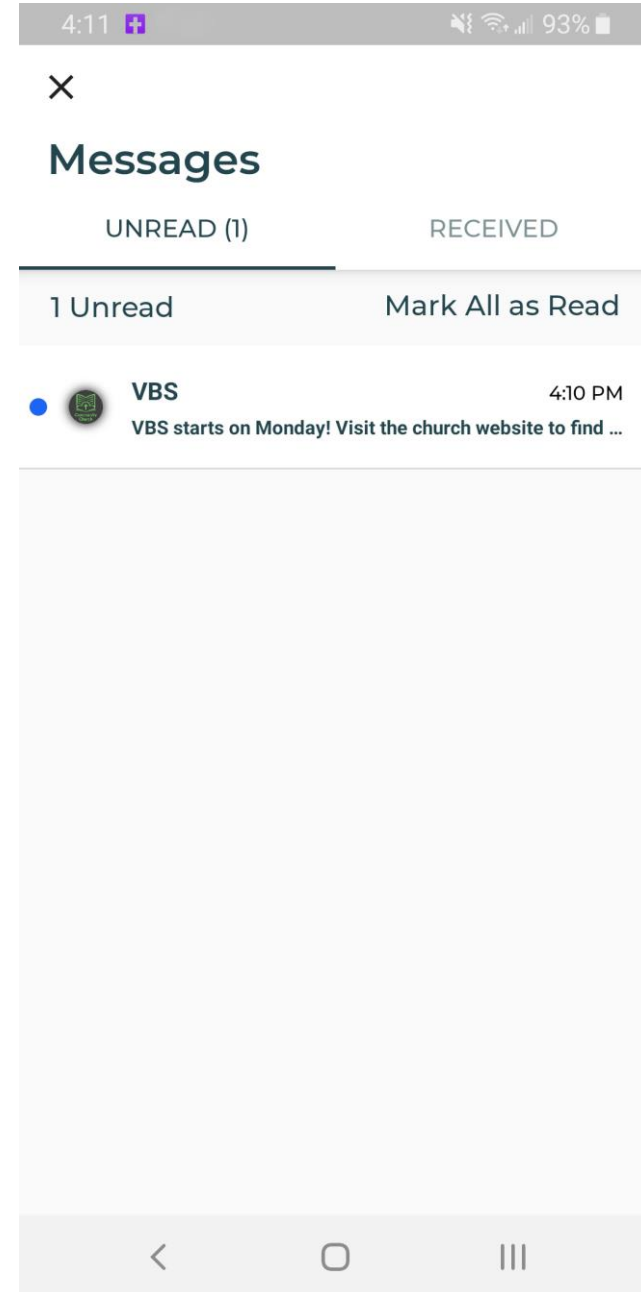 4:11 93%
Messages
UNREAD (1) RECEIVED
1 Unread Mark All as Read
VBS 4:10 PM
VBS starts on Monday! Visit the church website to find ...